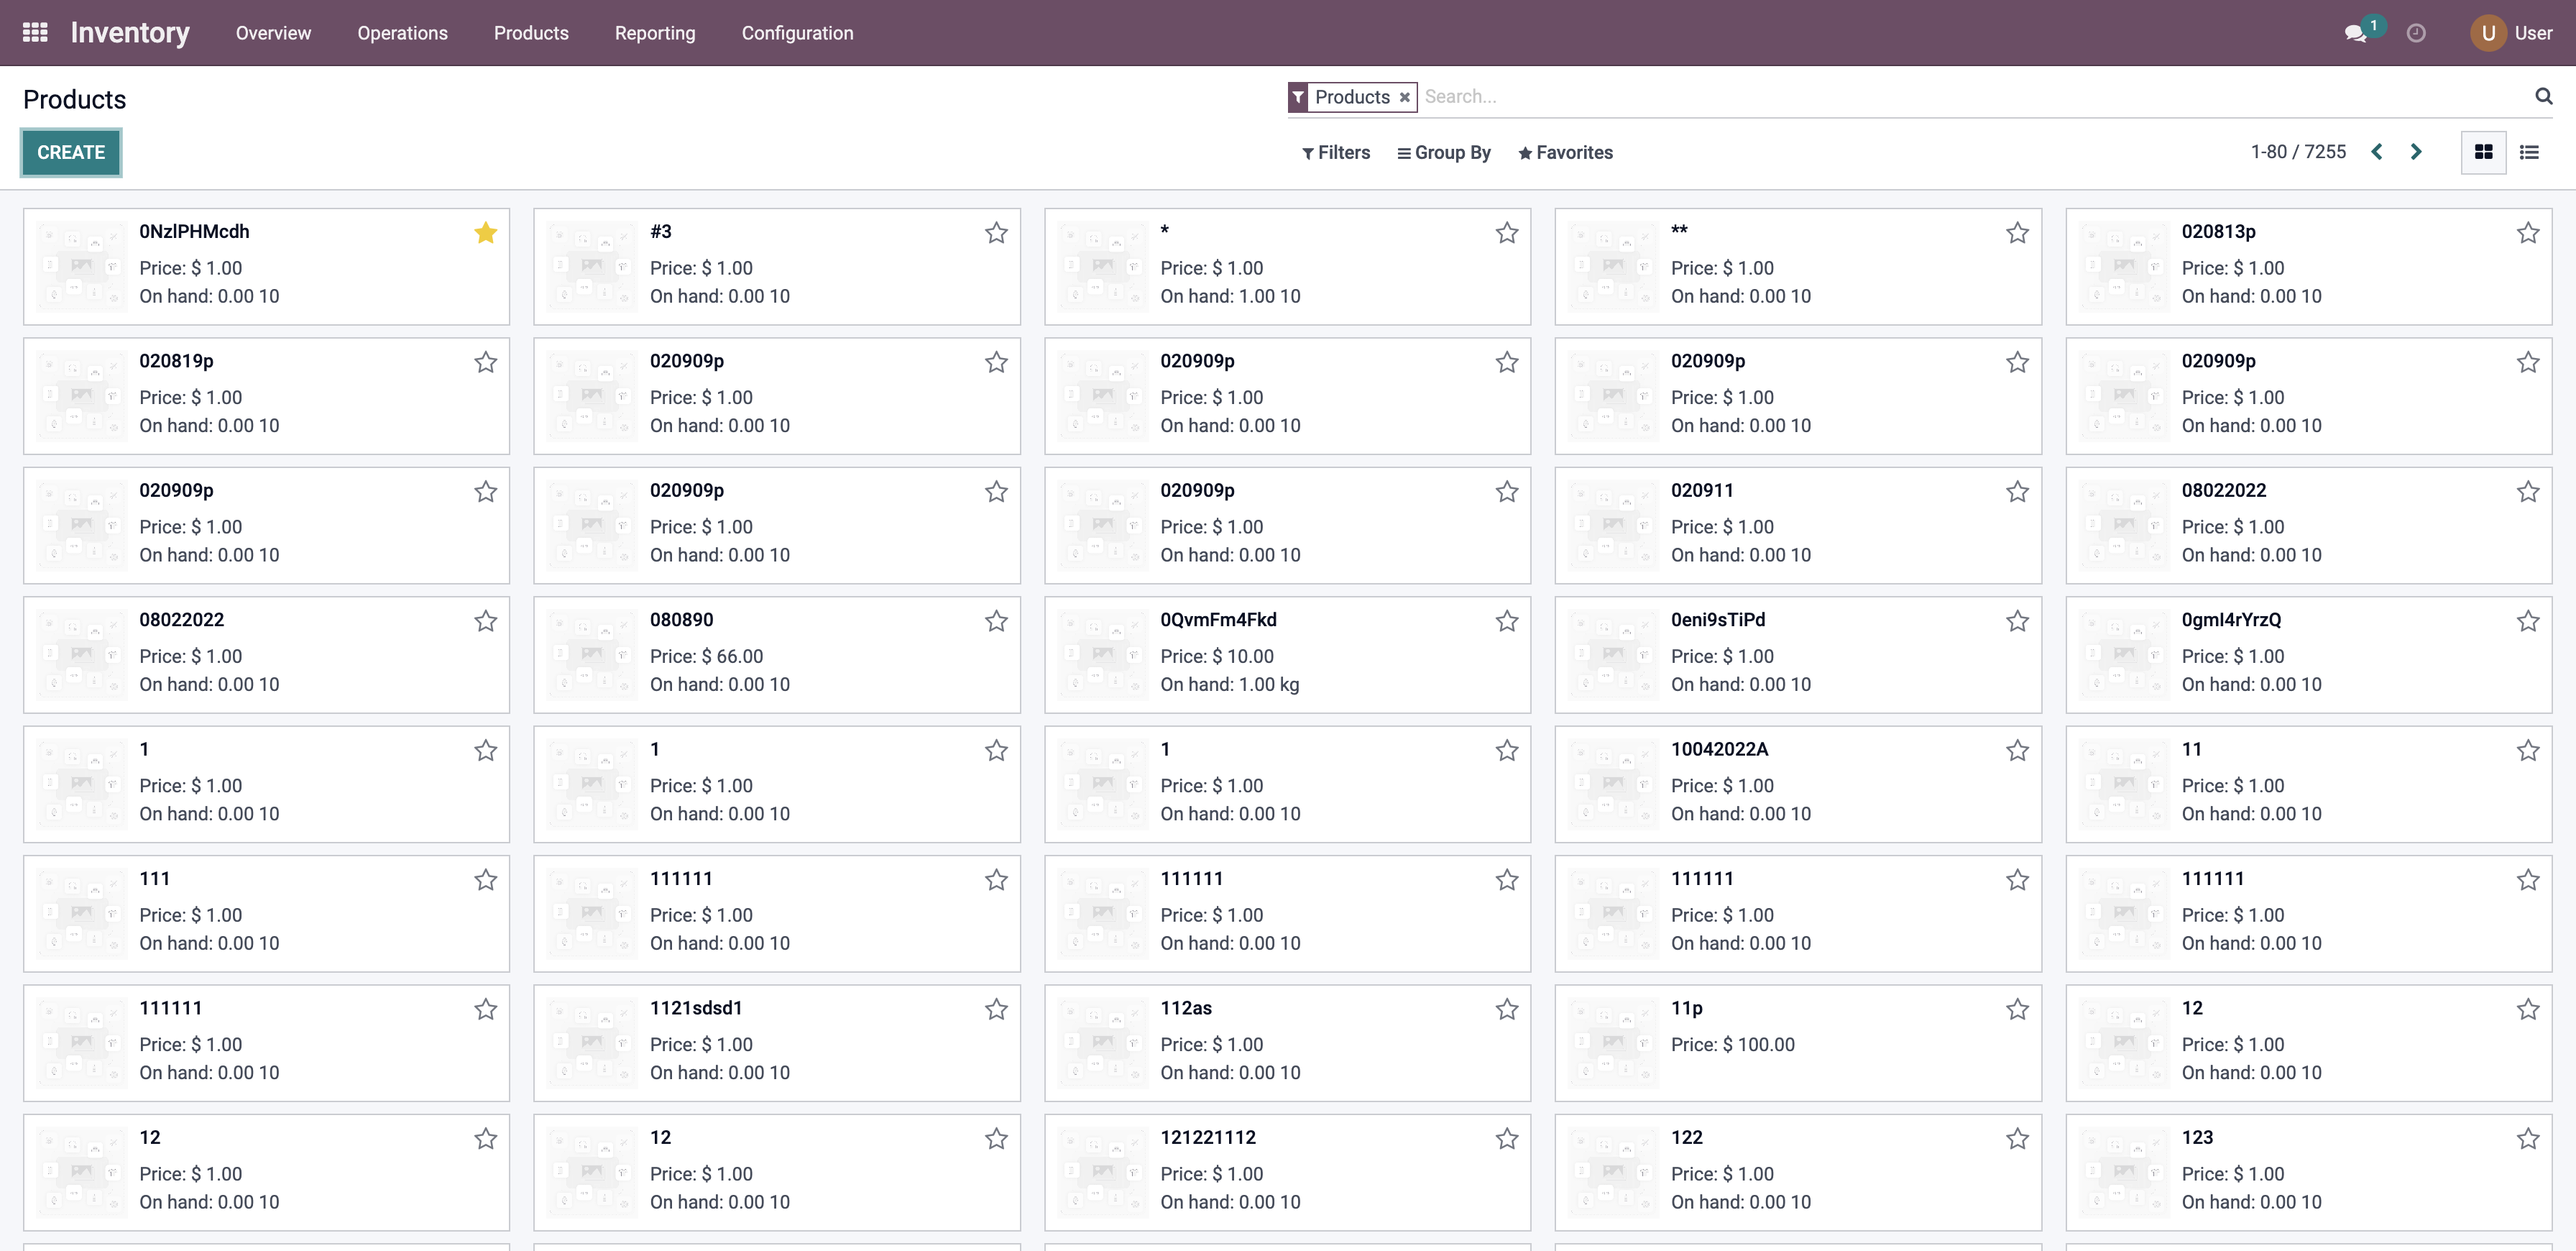 Inventory Overview Operations Products Reporting Configuration 1 U User
Products
Products Search...
CREATE
Filters Group By Favorites 1-80 / 7255
0NzlPHMcdh #3 * ** 020813p
Price: $ 1.00 Price: $ 1.00 Price: $ 1.00 Price: $ 1.00 Price: $ 1.00
On hand: 0.00 10 On hand: 0.00 10 On hand: 1.00 10 On hand: 0.00 10 On hand: 0.00 10
020819p 020909p 020909p 020909p 020909p
Price: $ 1.00 Price: $ 1.00 Price: $ 1.00 Price: $ 1.00 Price: $ 1.00
On hand: 0.00 10 On hand: 0.00 10 On hand: 0.00 10 On hand: 0.00 10 On hand: 0.00 10
020909p 020909p 020909p 020911 08022022
Price: $ 1.00 Price: $ 1.00 Price: $ 1.00 Price: $ 1.00 Price: $ 1.00
On hand: 0.00 10 On hand: 0.00 10 On hand: 0.00 10 On hand: 0.00 10 On hand: 0.00 10
08022022 080890 0QvmFm4Fkd 0eni9sTiPd 0gmI4rYrzQ
Price: $ 1.00 Price: $ 66.00 Price: $ 10.00 Price: $ 1.00 Price: $ 1.00
On hand: 0.00 10 On hand: 0.00 10 On hand: 1.00 kg On hand: 0.00 10 On hand: 0.00 10
1 1 1 10042022A 11
Price: $ 1.00 Price: $ 1.00 Price: $ 1.00 Price: $ 1.00 Price: $ 1.00
On hand: 0.00 10 On hand: 0.00 10 On hand: 0.00 10 On hand: 0.00 10 On hand: 0.00 10
111 111111 111111 111111 111111
Price: $ 1.00 Price: $ 1.00 Price: $ 1.00 Price: $ 1.00 Price: $ 1.00
On hand: 0.00 10 On hand: 0.00 10 On hand: 0.00 10 On hand: 0.00 10 On hand: 0.00 10
111111 1121sdsd1 112as 11p 12
Price: $ 1.00 Price: $ 1.00 Price: $ 1.00 Price: $ 100.00 Price: $ 1.00
On hand: 0.00 10 On hand: 0.00 10 On hand: 0.00 10 On hand: 0.00 10
12 12 121221112 122 123
Price: $ 1.00 Price: $ 1.00 Price: $ 1.00 Price: $ 1.00 Price: $ 1.00
On hand: 0.00 10 On hand: 0.00 10 On hand: 0.00 10 On hand: 0.00 10 On hand: 0.00 10